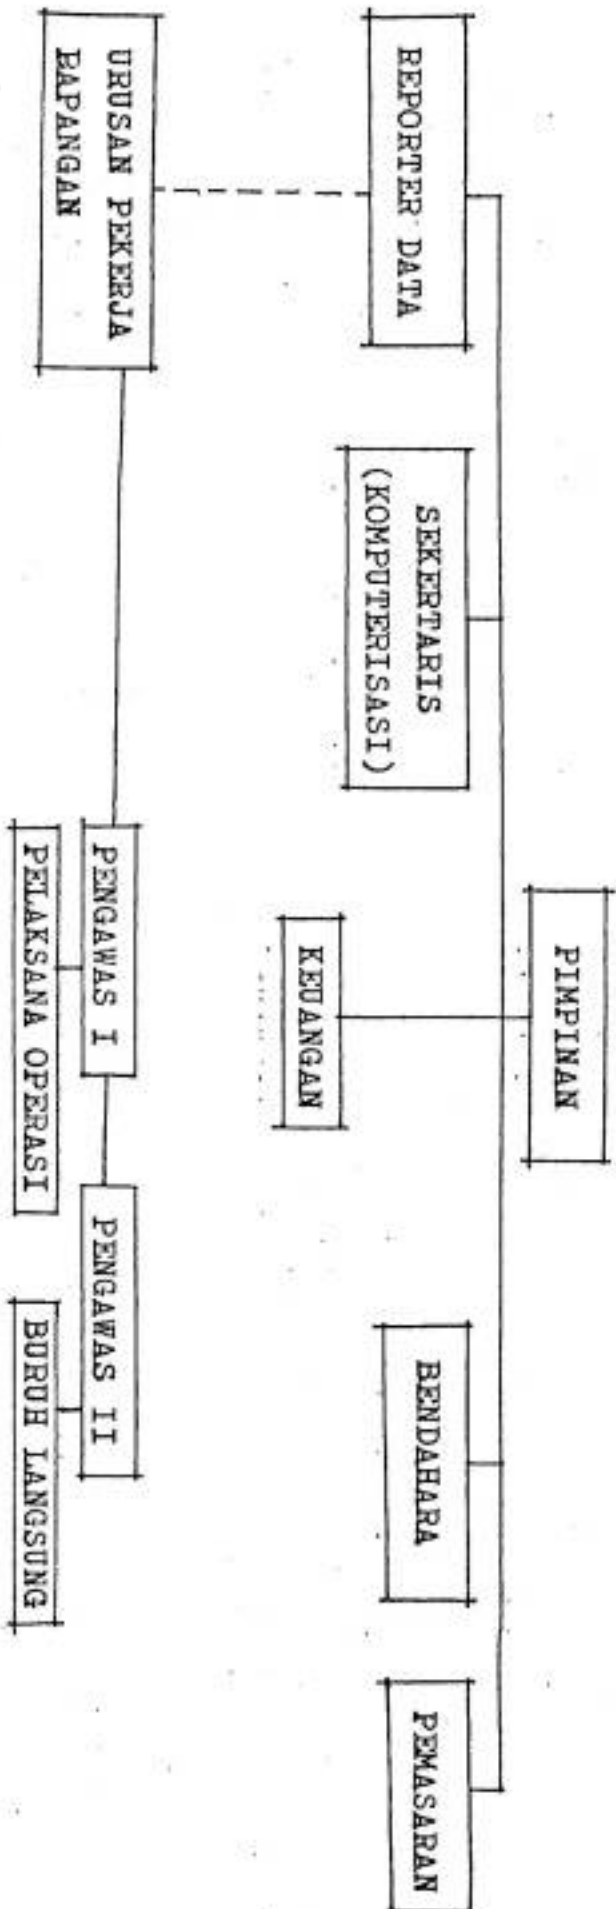 PIMPINAN
REPORTER DATA
SEKERTARIS
(KOMPUTERISASI)
KEUANGAN
BENDAHARA
PEMASARAN
URUSAN PEKERJA
BAPANGAN
PENGAWAS I
PENGAWAS II
PELAKSANA OPERASI
BURUH LANGSUNG